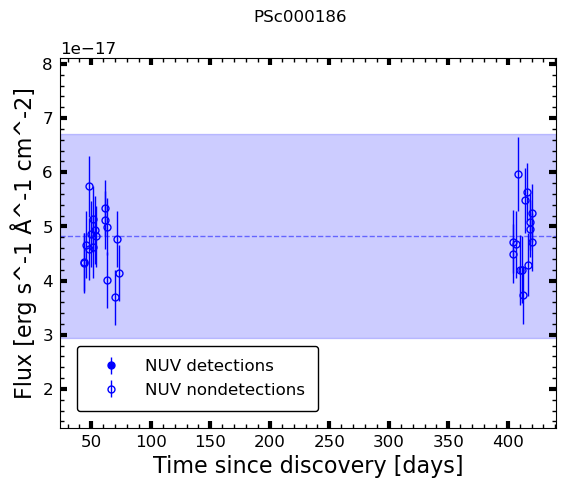 PSc000186
1e−17
8
7
6
5
4
3
2
Flux [erg s^-1 Å^-1 cm^-2]
NUV detections
NUV nondetections
50 100 150 200 250 300 350 400
Time since discovery [days]